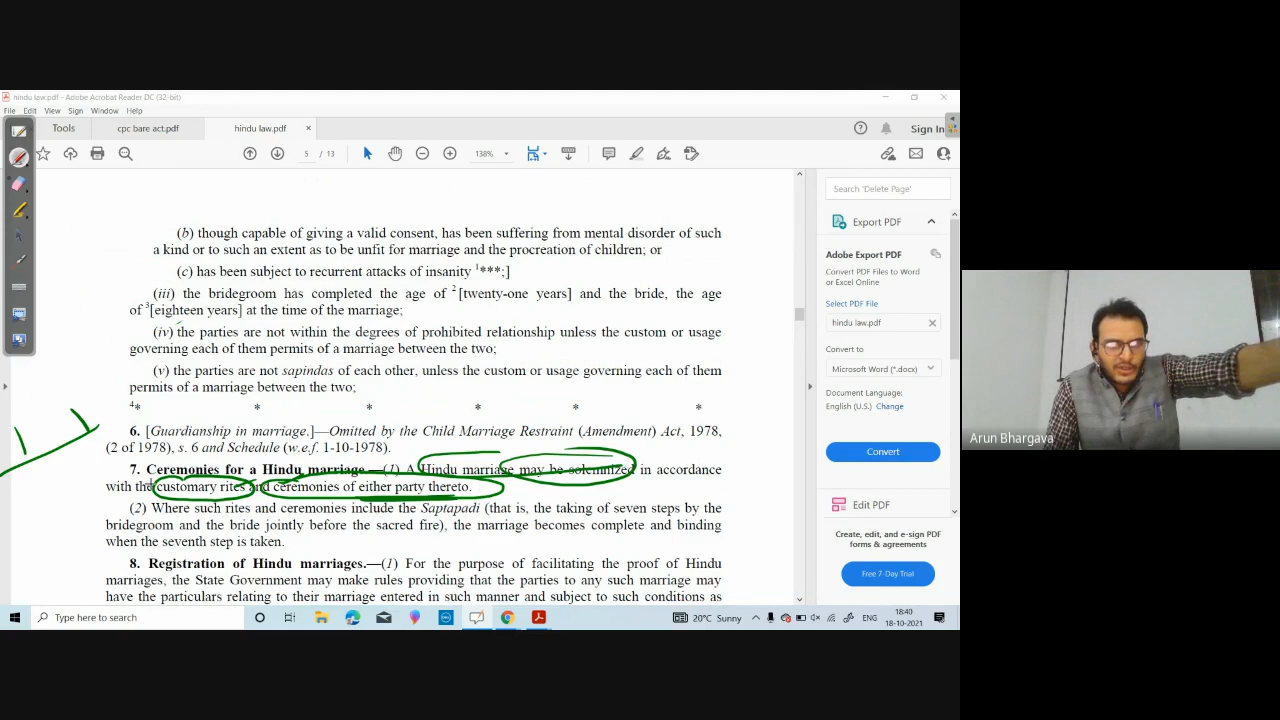 hindu law.pdf - Adobe Acrobat Reader DC (32-bit)
File Edit View Sign Window Help
Tools cpc bare act.pdf hindu law.pdf × Sign In
5 / 13 138%
Search 'Delete Page'
(b) though capable of giving a valid consent, has been suffering from mental disorder of such
a kind or to such an extent as to be unfit for marriage and the procreation of children; or
(c) has been subject to recurrent attacks of insanity 1***;]
(iii) the bridegroom has completed the age of 2[twenty-one years] and the bride, the age
of 3[eighteen years] at the time of the marriage;
(iv) the parties are not within the degrees of prohibited relationship unless the custom or usage
governing each of them permits of a marriage between the two;
(v) the parties are not sapindas of each other, unless the custom or usage governing each of them
permits of a marriage between the two;
4* * * * * *
6. [Guardianship in marriage.]—Omitted by the Child Marriage Restraint (Amendment) Act, 1978,
(2 of 1978), s. 6 and Schedule (w.e.f. 1-10-1978).
7. Ceremonies for a Hindu marriage.—(1) A Hindu marriage may be solemnized in accordance
with the customary rites and ceremonies of either party thereto.
(2) Where such rites and ceremonies include the Saptapadi (that is, the taking of seven steps by the
bridegroom and the bride jointly before the sacred fire), the marriage becomes complete and binding
when the seventh step is taken.
8. Registration of Hindu marriages.—(1) For the purpose of facilitating the proof of Hindu
marriages, the State Government may make rules providing that the parties to any such marriage may
have the particulars relating to their marriage entered in such manner and subject to such conditions as
Export PDF
Adobe Export PDF
Convert PDF Files to Word
or Excel Online
Select PDF File
hindu law.pdf
Convert to
Microsoft Word (*.docx)
Document Language:
English (U.S.) Change
Convert
Edit PDF
Create, edit, and e-sign PDF
forms & agreements
Free 7-Day Trial
Arun Bhargava
Type here to search
20°C Sunny
ENG
18:40
18-10-2021